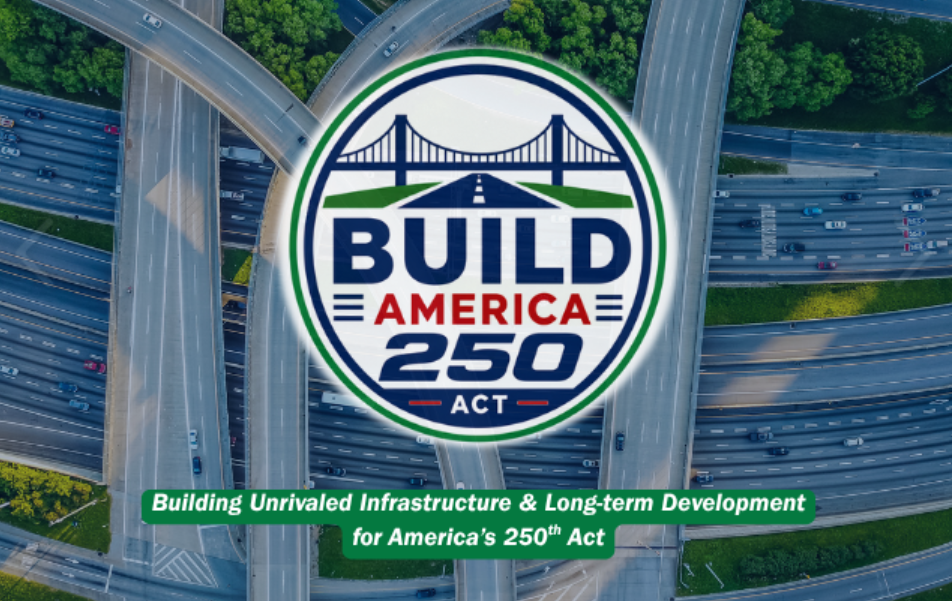 BUILD
AMERICA
250
ACT
Building Unrivaled Infrastructure & Long-term Development
for America's 250th Act